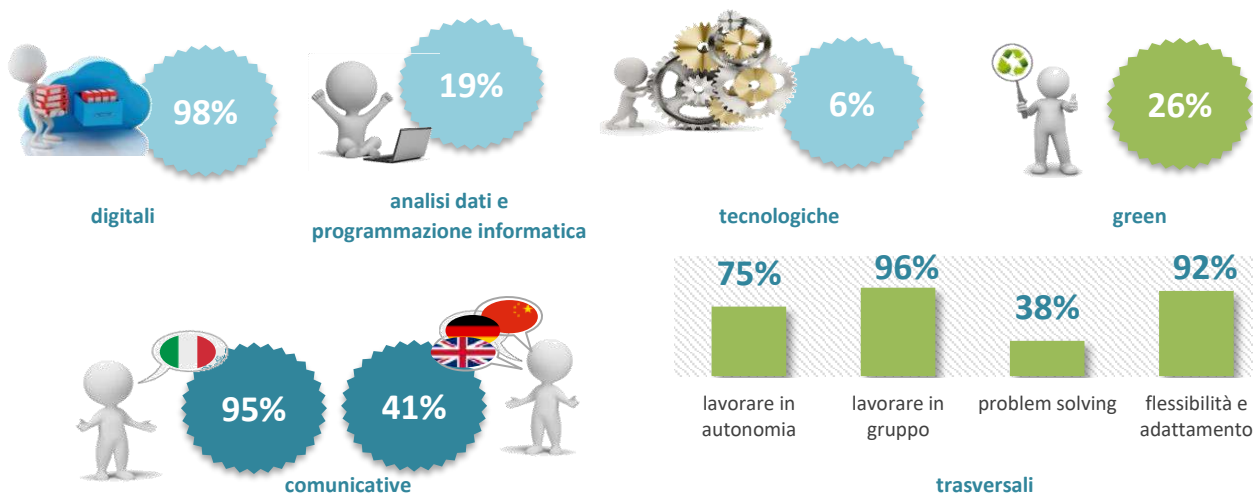 98%
19%
6%
26%
digitali
analisi dati e
programmazione informatica
tecnologiche
green
95%
41%
comunicative
75%
96%
38%
92%
lavorare in
autonomia
lavorare in
gruppo
problem solving
flessibilità e
adattamento
trasversali